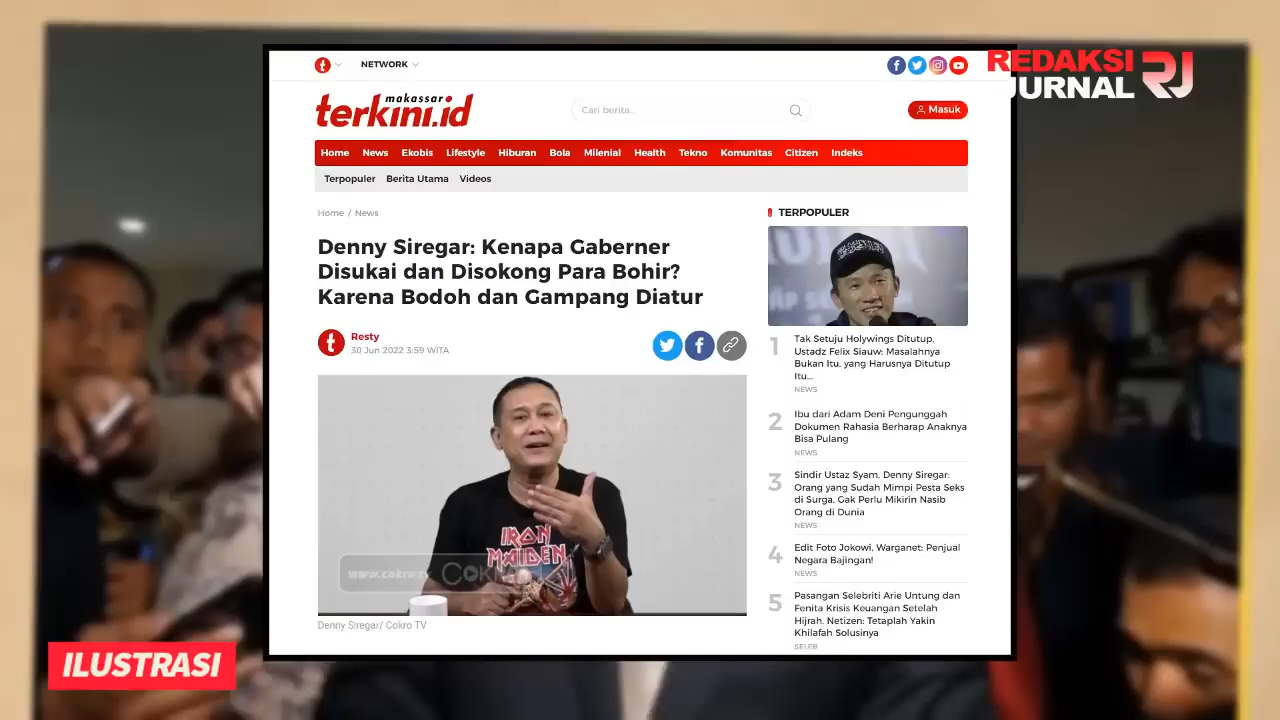 NETWORK
REDAKSI
JURNAL
RJ
makassar
terkini.id
Cari berita...
Masuk
Home News Ekobis Lifestyle Hiburan Bola Milenial Health Tekno Komunitas Citizen Indeks
Terpopuler Berita Utama Videos
Home / News
Denny Siregar: Kenapa Gaberner
Disukai dan Disokong Para Bohir?
Karena Bodoh dan Gampang Diatur
Resty
30 Jun 2022 3:59 WITA
IRON
MAIDEN
www.cokro.tv
Denny Siregar/ Cokro TV
TERPOPULER
1
Tak Setuju Holywings Ditutup,
Ustadz Felix Siauw: Masalahnya
Bukan Itu, yang Harusnya Ditutup
Itu...
NEWS
2
Ibu dari Adam Deni Pengunggah
Dokumen Rahasia Berharap Anaknya
Bisa Pulang
NEWS
3
Sindir Ustaz Syam, Denny Siregar:
Orang yang Sudah Mimpi Pesta Seks
di Surga, Gak Perlu Mikirin Nasib
Orang di Dunia
NEWS
4
Edit Foto Jokowi, Warganet: Penjual
Negara Bajingan!
NEWS
5
Pasangan Selebriti Arie Untung dan
Fenita Krisis Keuangan Setelah
Hijrah, Netizen: Tetaplah Yakin
Khilafah Solusinya
SELEB
ILUSTRASI